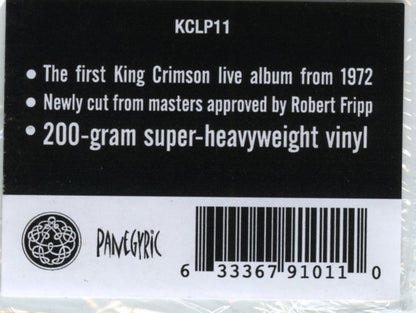 KCLP11
• The first King Crimson live album from 1972
• Newly cut from masters approved by Robert Fripp
• 200-gram super-heavyweight vinyl
PANEGYRIC
6 33367 91011 0